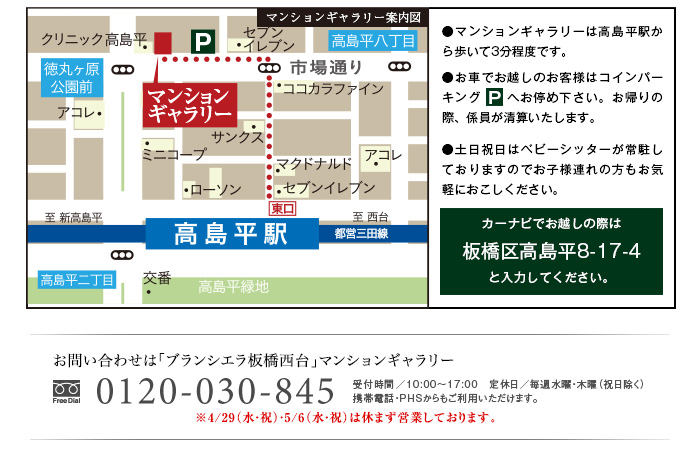 マンションギャラリー案内図
クリニック高島平
P
セブン
イレブン
高島平八丁目
徳丸ヶ原
公園前
市場通り
アコレ
マンション
ギャラリー
ココカラファイン
サンクス
ミニコープ
マクドナルド
アコレ
ローソン
セブンイレブン
東口
至 新高島平
至 西台
高島平駅
都営三田線
高島平二丁目
交番
高島平緑地
●マンションギャラリーは高島平駅か
ら歩いて3分程度です。
●お車でお越しのお客様はコインパー
キング P へお停め下さい。お帰りの
際、係員が清算いたします。
●土日祝日はベビーシッターが常駐し
ておりますのでお子様連れの方もお気
軽におこしください。
カーナビでお越しの際は
板橋区高島平8-17-4
と入力してください。
お問い合わせは「ブランシエラ板橋西台」マンションギャラリー
Free Dial
0120-030-845
受付時間／10:00〜17:00　定休日／毎週水曜・木曜（祝日除く）
携帯電話・PHSからもご利用いただけます。
※4/29（水・祝）・5/6（水・祝）は休まず営業しております。